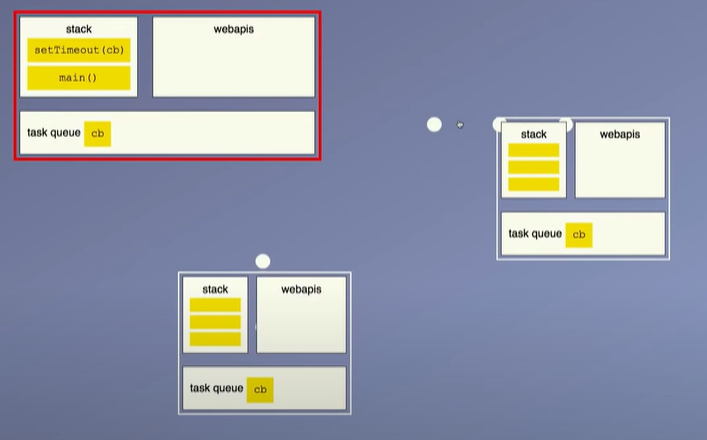 stack
webapis
setTimeout(cb)
main()
task queue cb
stack
webapis
task queue cb
stack
webapis
task queue cb